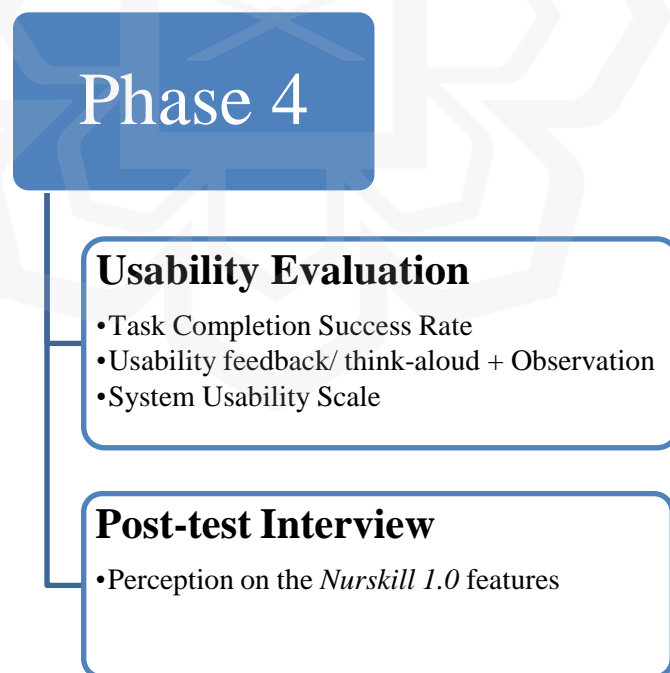 Phase 4
Usability Evaluation
•Task Completion Success Rate
•Usability feedback/ think-aloud + Observation
•System Usability Scale
Post-test Interview
•Perception on the Nurskill 1.0 features